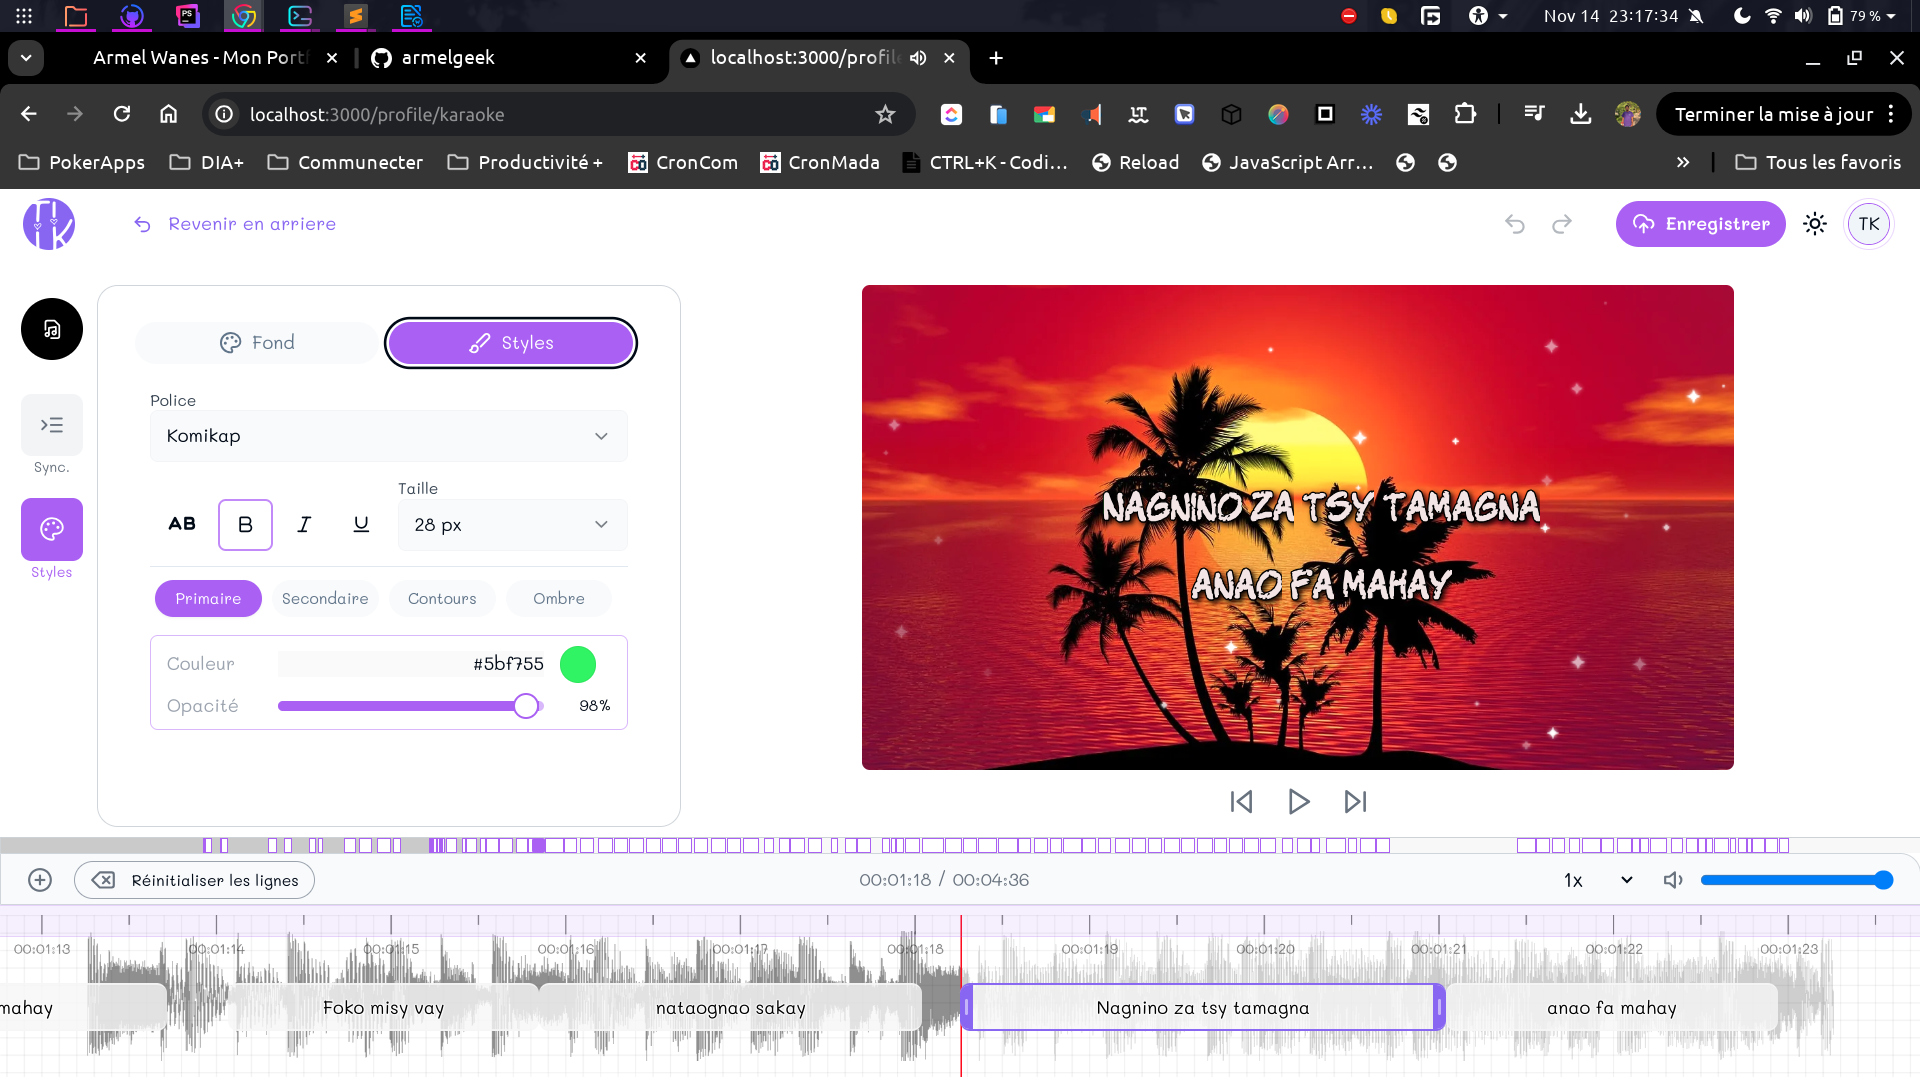 Nov 14 23:17:34
79 %
Armel Wanes - Mon Portf
armelgeek
localhost:3000/profile
localhost:3000/profile/karaoke
Terminer la mise à jour
PokerApps
DIA+
Communecter
Productivité +
CronCom
CronMada
CTRL+K - Codi...
Reload
JavaScript Arr...
Tous les favoris
Revenir en arriere
Enregistrer
TK
Fond
Styles
Police
Komikap
Sync.
Taille
AB
B
I
U
28 px
Styles
Primaire
Secondaire
Contours
Ombre
Couleur
#5bf755
Opacité
98%
NAGNINO ZA TSY TAMAGNA
ANAO FA MAHAY
Réinitialiser les lignes
00:01:18 / 00:04:36
1x
00:01:13
00:01:14
00:01:15
00:01:16
00:01:17
00:01:18
00:01:19
00:01:20
00:01:21
00:01:22
00:01:23
mahay
Foko misy vay
nataognao sakay
Nagnino za tsy tamagna
anao fa mahay